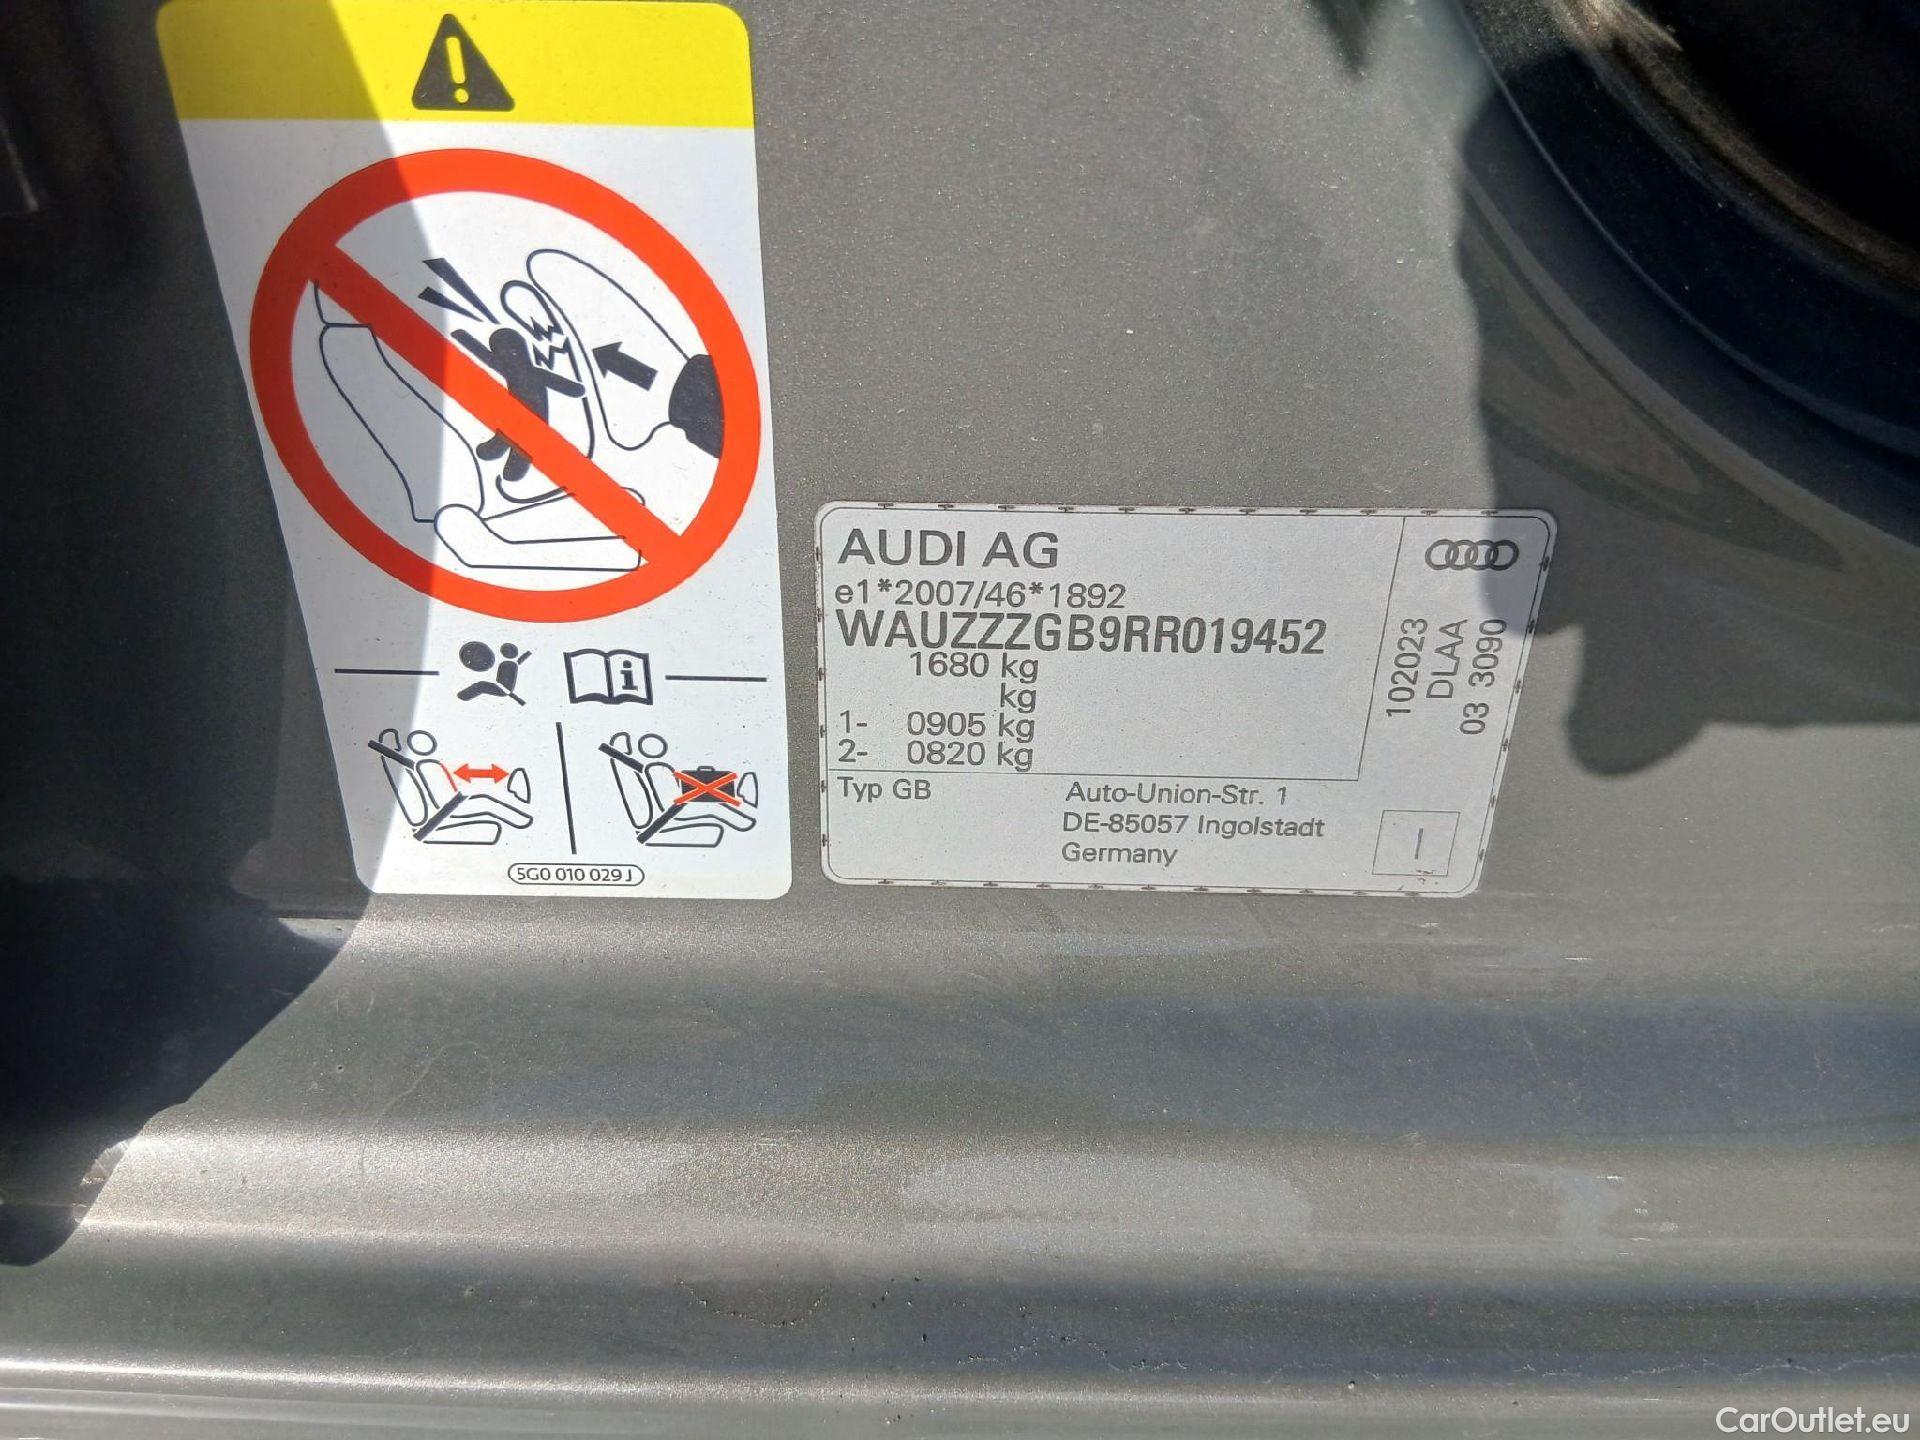 5G0 010 029 J
AUDI AG
e1*2007/46*1892
WAUZZZGB9RR019452
1680 kg
kg
1- 0905 kg
2- 0820 kg
Typ GB
Auto-Union-Str. 1
DE-85057 Ingolstadt
Germany
102023
DLAA
03 3090
CarOutlet.eu